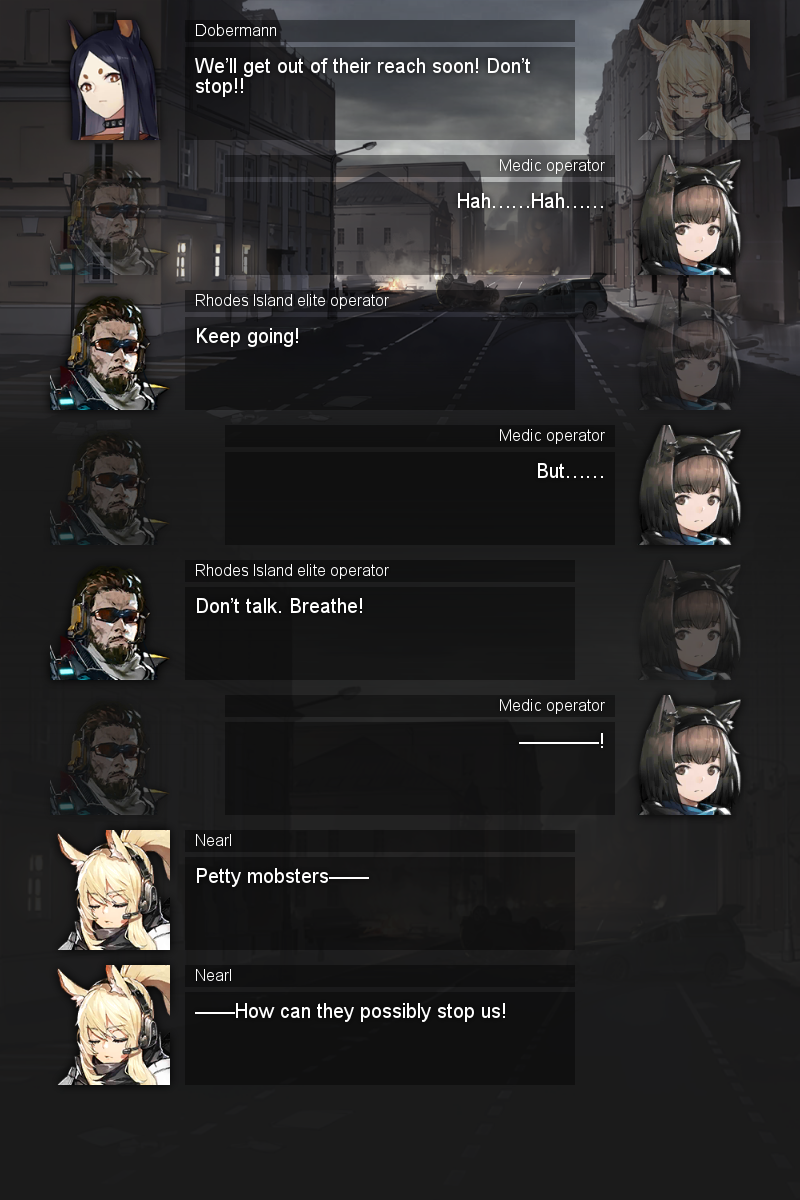 Dobermann
We'll get out of their reach soon! Don't
stop!!
Medic operator
Hah……Hah……
Rhodes Island elite operator
Keep going!
Medic operator
But……
Rhodes Island elite operator
Don't talk. Breathe!
Medic operator
————!
Nearl
Petty mobsters——
Nearl
——How can they possibly stop us!